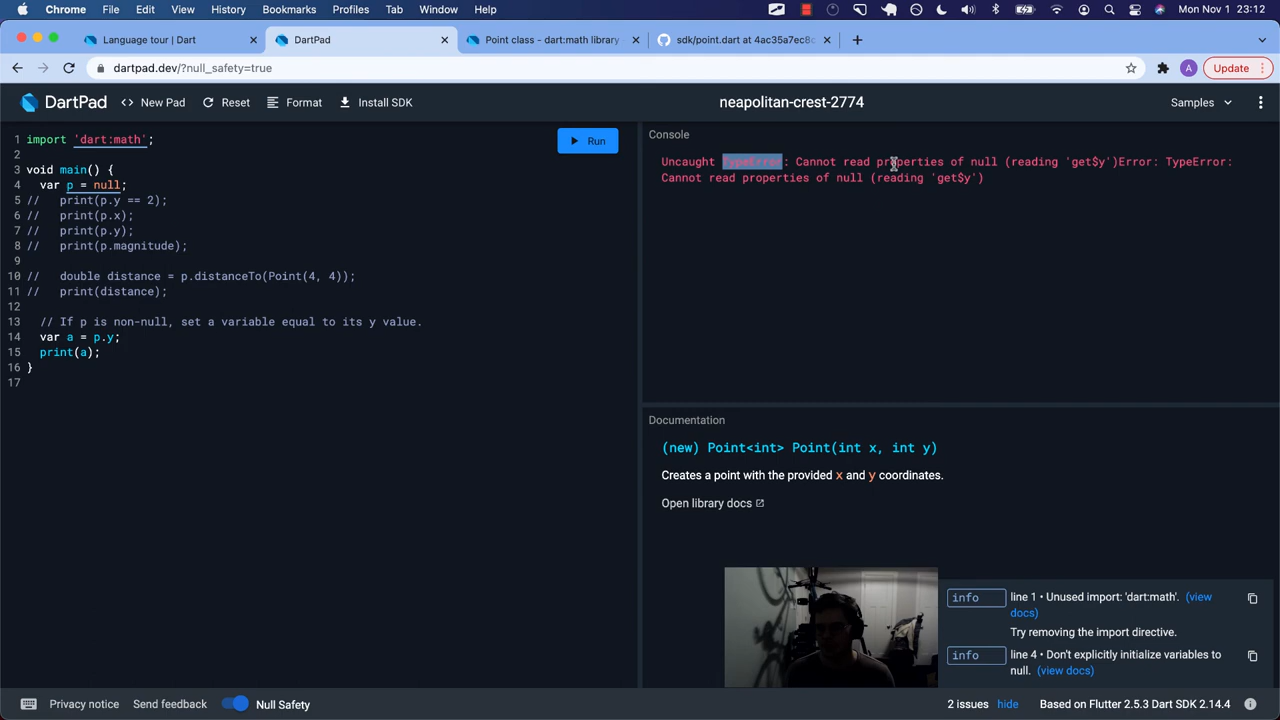 Chrome File Edit View History Bookmarks Profiles Tab Window Help Mon Nov 1 23:12
Language tour | Dart DartPad Point class - dart:math library sdk/point.dart at 4ac35a7ec8c
dartpad.dev/?null_safety=true A Update
DartPad New Pad Reset Format Install SDK neapolitan-crest-2774 Samples
1 import 'dart:math';
2
3 void main() {
4 var p = null;
5 // print(p.y == 2);
6 // print(p.x);
7 // print(p.y);
8 // print(p.magnitude);
9
10 // double distance = p.distanceTo(Point(4, 4));
11 // print(distance);
12
13 // If p is non-null, set a variable equal to its y value.
14 var a = p.y;
15 print(a);
16 }
17
Run
Console
Uncaught TypeError: Cannot read properties of null (reading 'get$y')Error: TypeError:
Cannot read properties of null (reading 'get$y')
Documentation
(new) Point<int> Point(int x, int y)
Creates a point with the provided x and y coordinates.
Open library docs
info line 1 • Unused import: 'dart:math'. (view
docs)
Try removing the import directive.
info line 4 • Don't explicitly initialize variables to
null. (view docs)
Privacy notice Send feedback Null Safety 2 issues hide Based on Flutter 2.5.3 Dart SDK 2.14.4